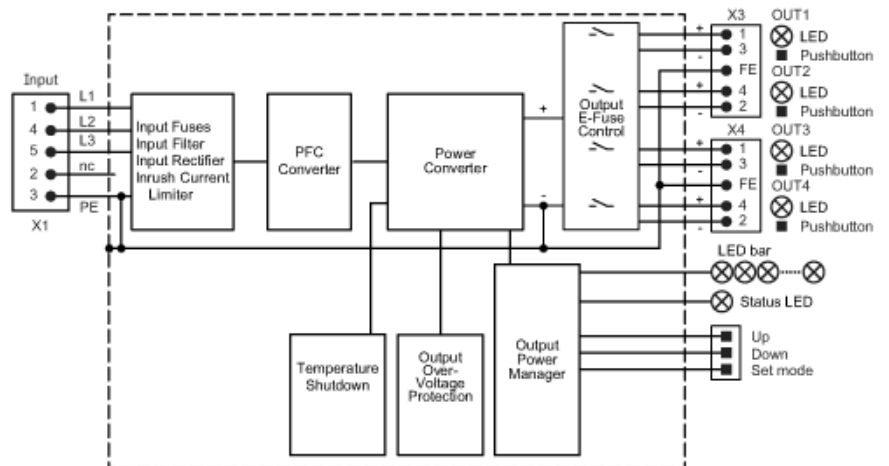 Input
1
L1
4
L2
5
L3
2
nc
3
PE
X1
Input Fuses
Input Filter
Input Rectifier
Inrush Current
Limiter
PFC
Converter
Power
Converter
+
-
Output
E-Fuse
Control
X3
OUT1
+
1
LED
3
Pushbutton
-
FE
OUT2
+
4
LED
2
Pushbutton
-
X4
OUT3
+
1
LED
3
Pushbutton
-
FE
OUT4
+
4
LED
2
Pushbutton
-
LED bar
Status LED
Up
Down
Set mode
Temperature
Shutdown
Output
Over-
Voltage
Protection
Output
Power
Manager